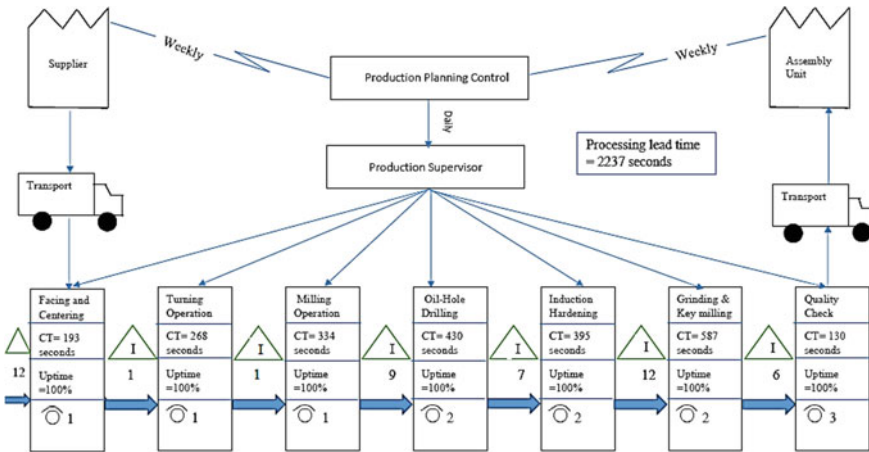 Supplier
Weekly
Production Planning Control
Weekly
Assembly
Unit
Daily
Production Supervisor
Processing lead time
= 2237 seconds
Transport
Transport
Facing and
Centering
CT= 193
seconds
Uptime
=100%
1
Turning
Operation
CT= 268
seconds
Uptime
=100%
1
Milling
Operation
CT= 334
seconds
Uptime
=100%
1
Oil-Hole
Drilling
CT= 430
seconds
Uptime
=100%
2
Induction
Hardening
CT= 395
seconds
Uptime
=100%
2
Grinding &
Key milling
CT= 587
seconds
Uptime
=100%
2
Quality
Check
CT= 130
seconds
Uptime
=100%
3
12
I
1
I
1
I
9
I
7
I
12
I
6